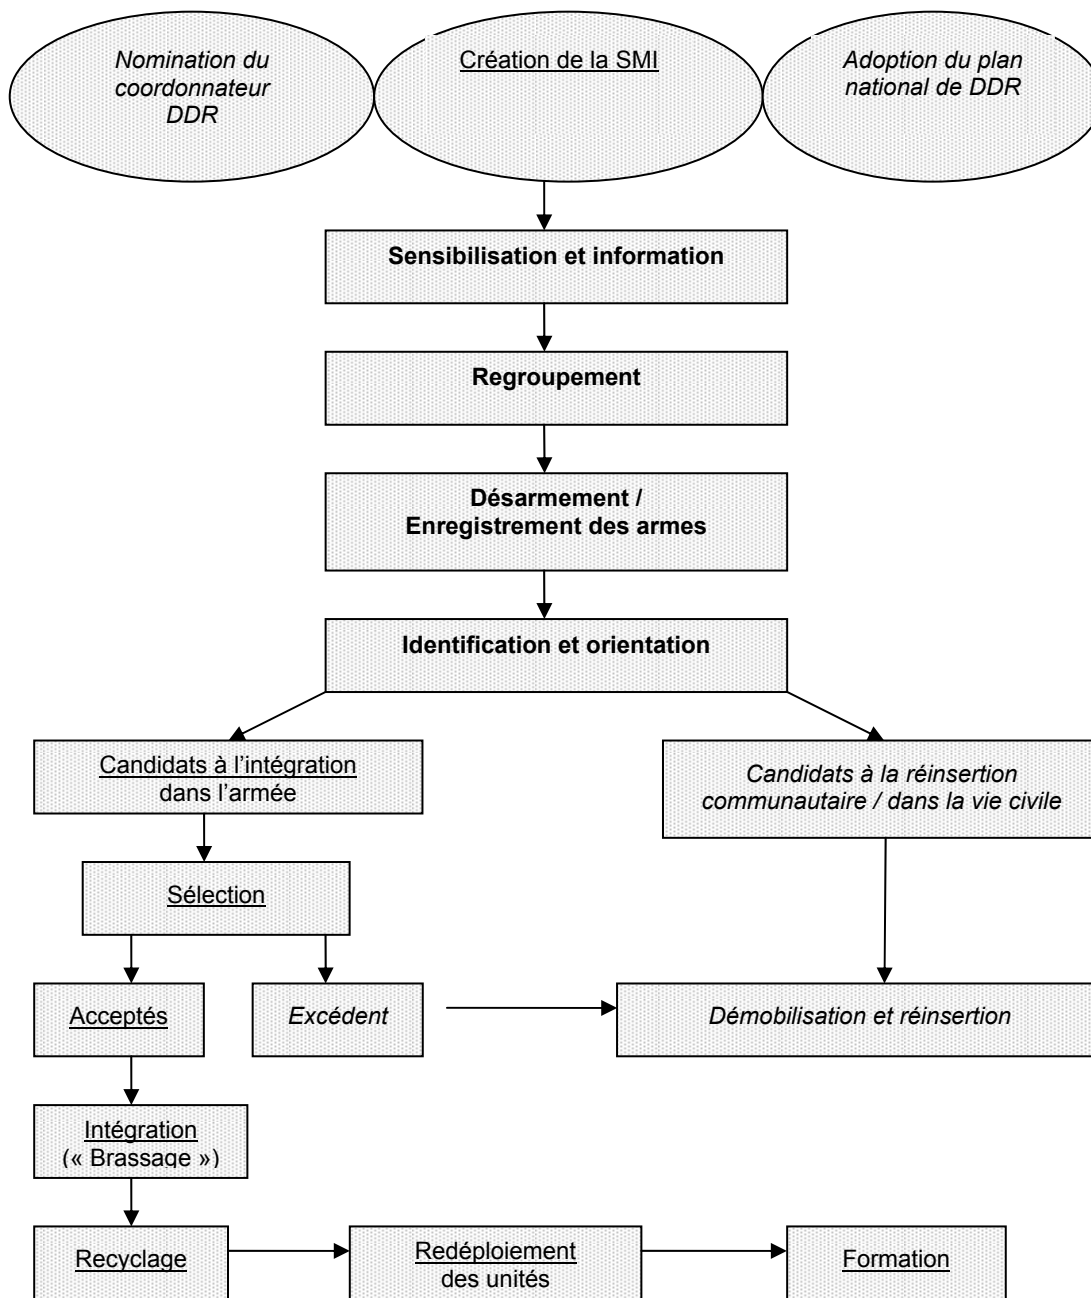 Nomination du
coordonnateur
DDR
Création de la SMI
Adoption du plan
national de DDR
Sensibilisation et information
Regroupement
Désarmement /
Enregistrement des armes
Identification et orientation
Candidats à l’intégration
dans l’armée
Candidats à la réinsertion
communautaire / dans la vie civile
Sélection
Acceptés
Excédent
Démobilisation et réinsertion
Intégration
(« Brassage »)
Recyclage
Redéploiement
des unités
Formation